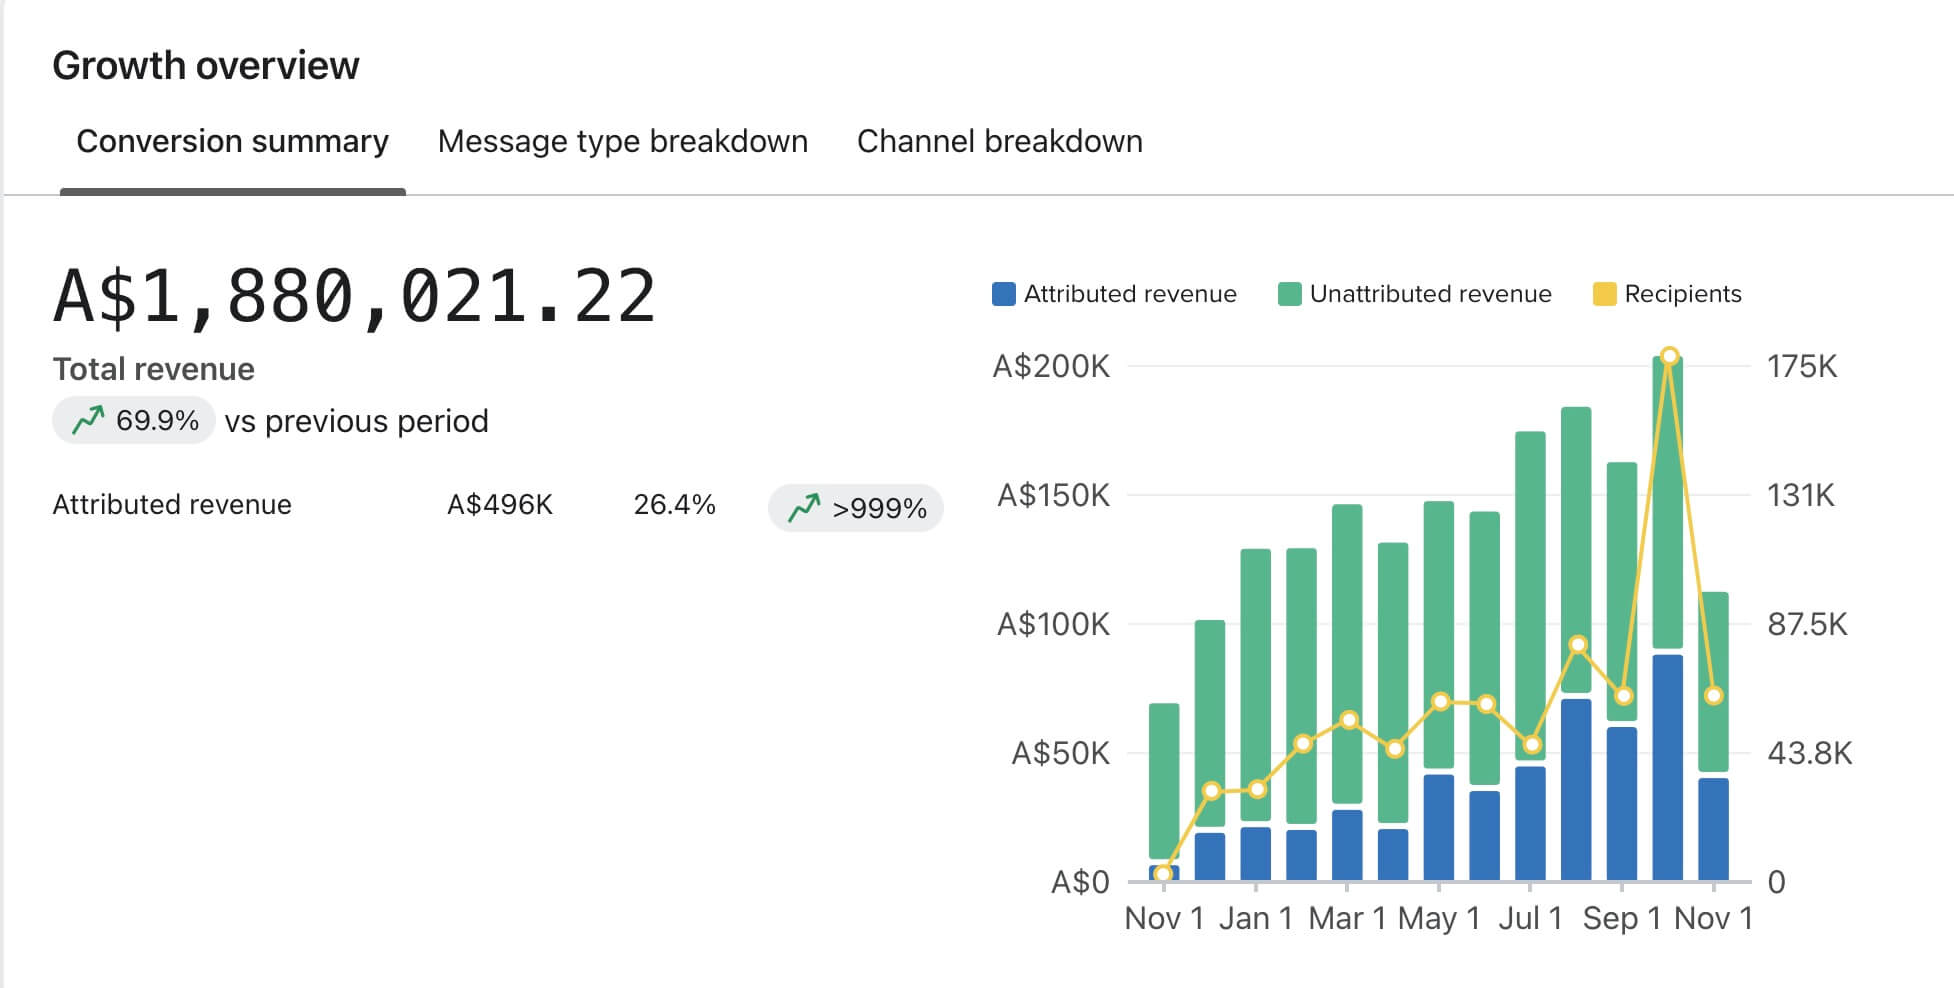 Growth overview
Conversion summary Message type breakdown Channel breakdown
A$1,880,021.22
Total revenue
69.9% vs previous period
Attributed revenue A$496K 26.4% >999%
Attributed revenue Unattributed revenue Recipients
A$200K 175K
A$150K 131K
A$100K 87.5K
A$50K 43.8K
A$0 0
Nov 1 Jan 1 Mar 1 May 1 Jul 1 Sep 1 Nov 1